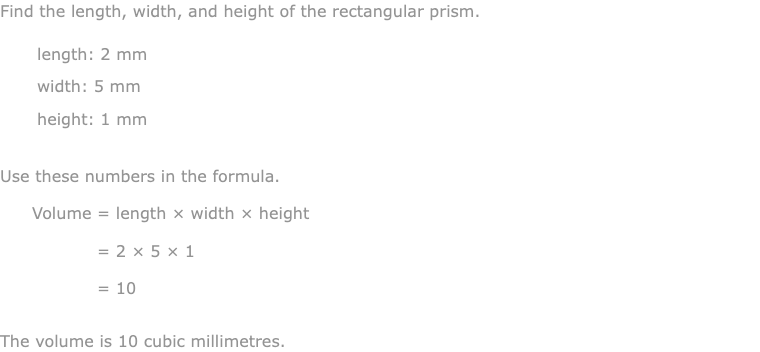 Find the length, width, and height of the rectangular prism.
length: 2 mm
width: 5 mm
height: 1 mm
Use these numbers in the formula.
Volume = length × width × height
= 2 × 5 × 1
= 10
The volume is 10 cubic millimetres.